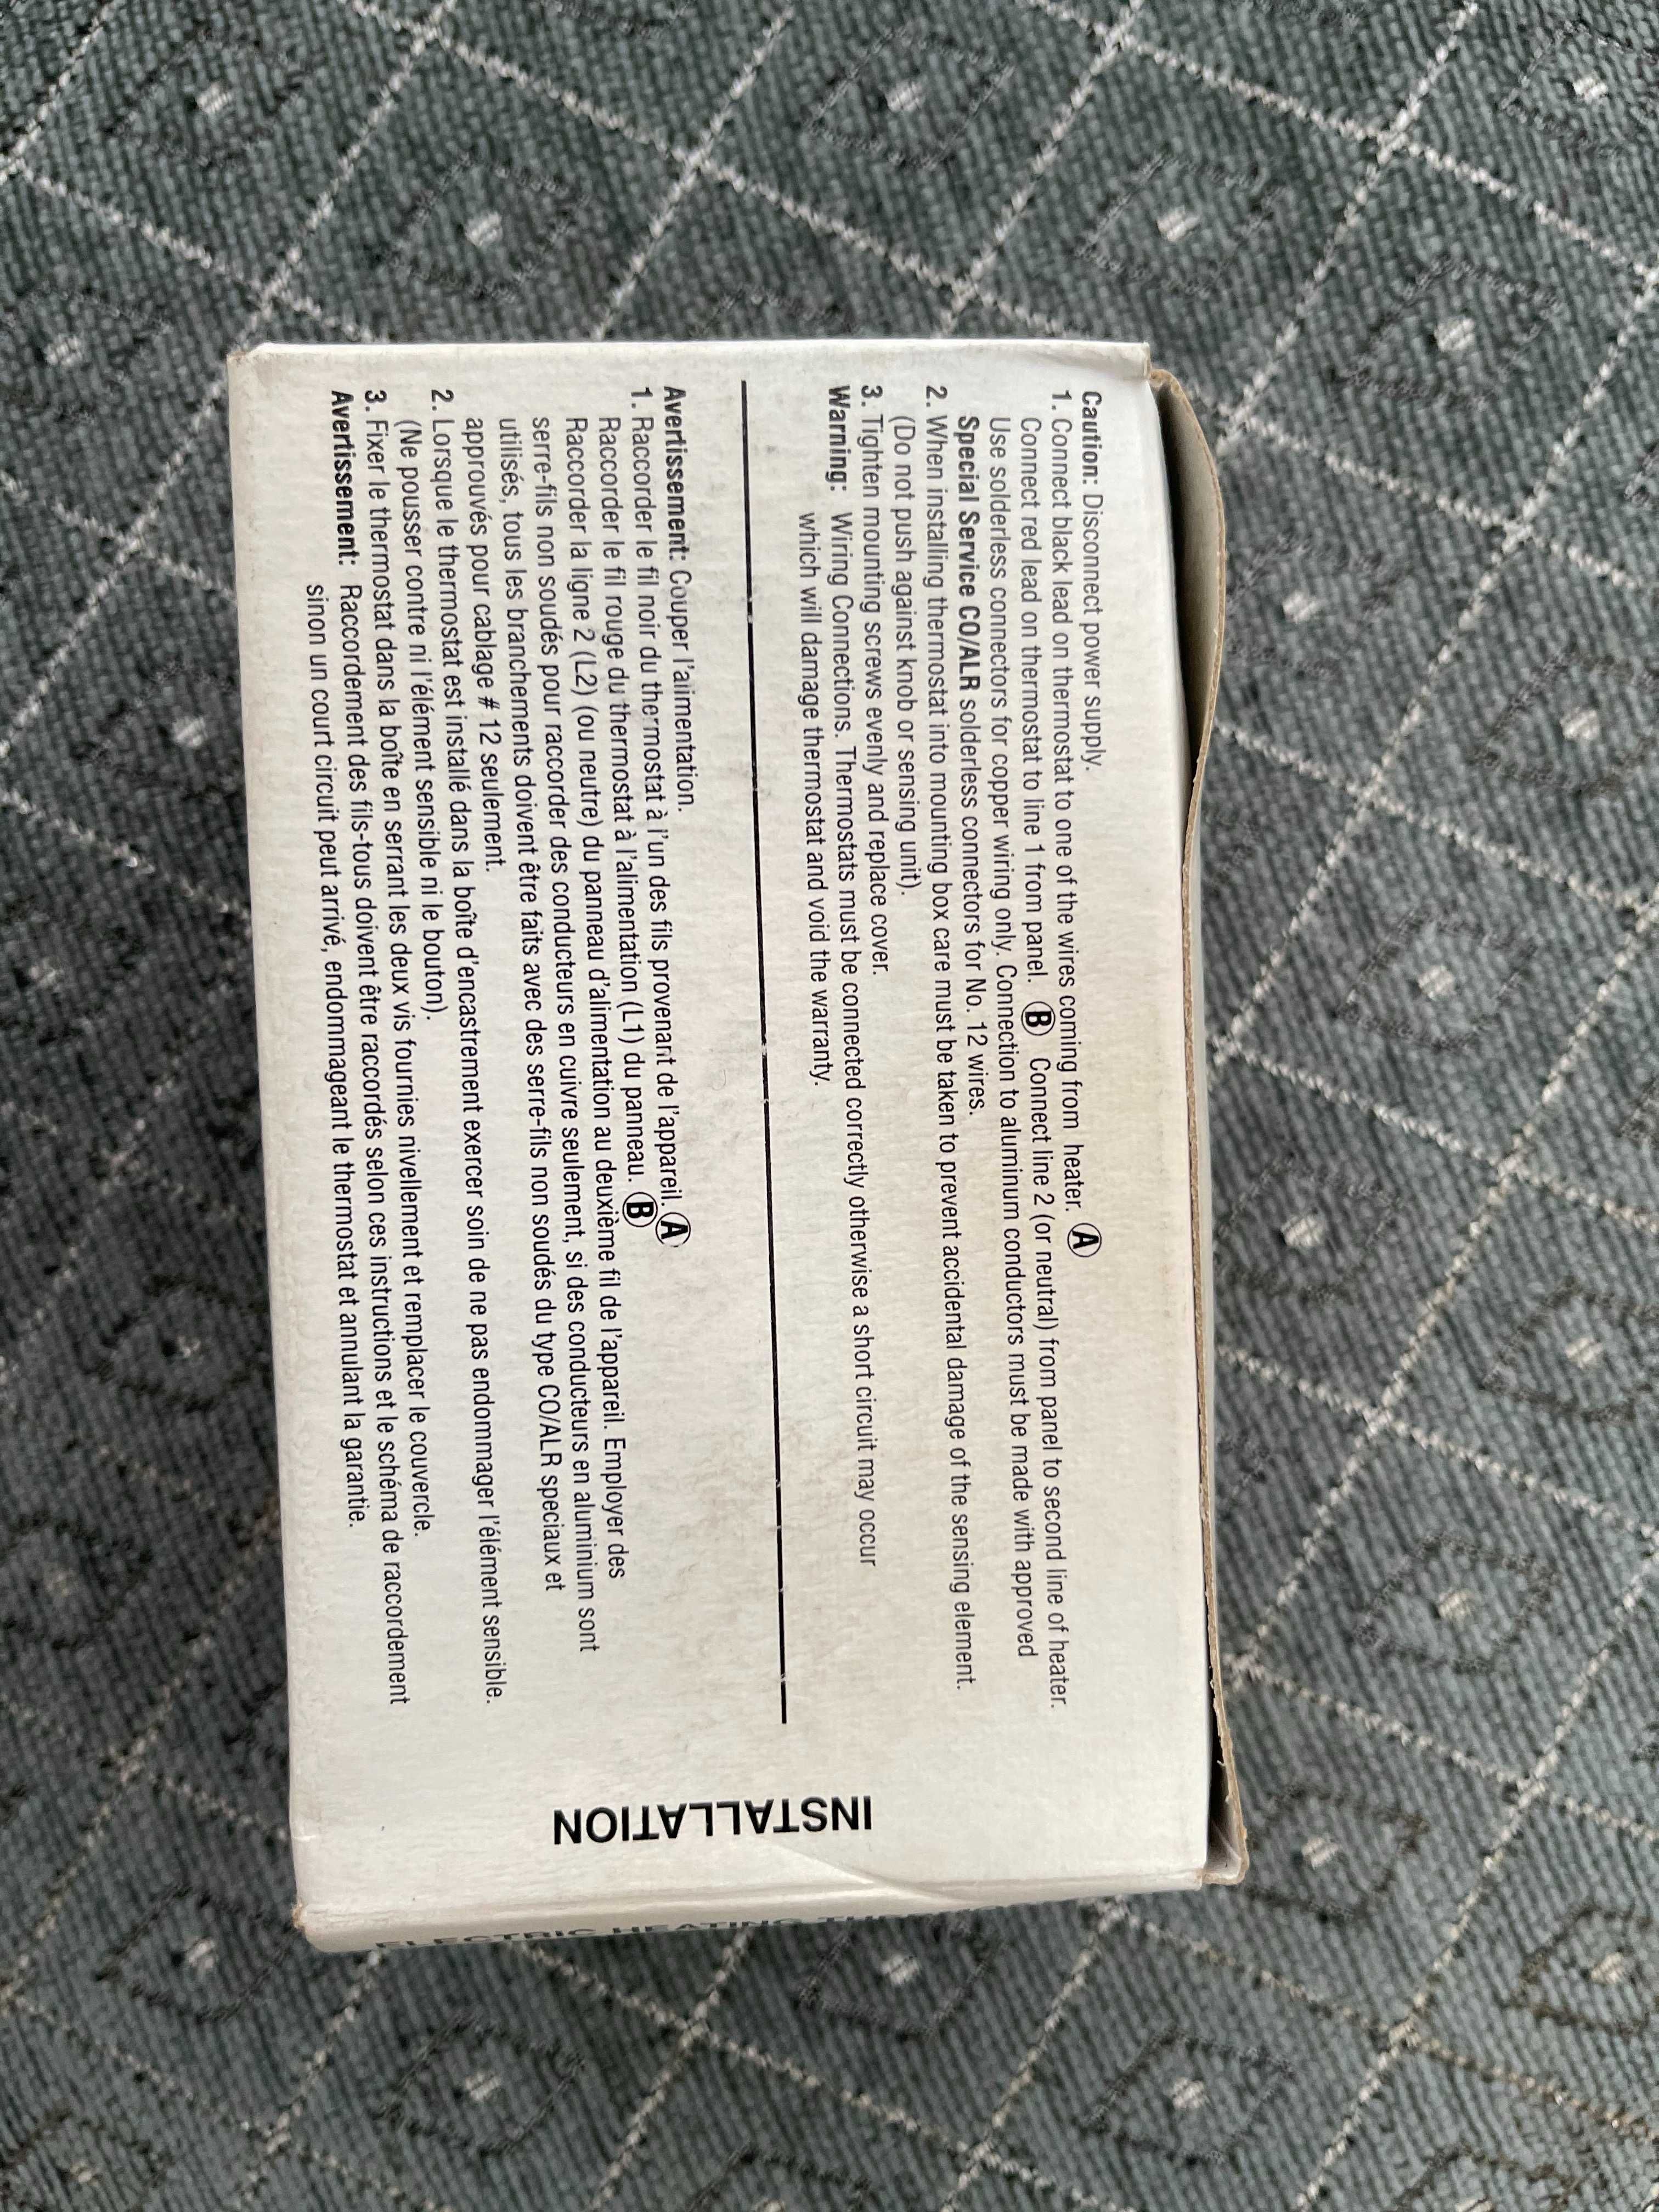 INSTALLATION
Caution: Disconnect power supply.
1. Connect black lead on thermostat to one of the wires coming from heater. Ⓐ
Connect red lead on thermostat to line 1 from panel. Ⓑ Connect line 2 (or neutral) from panel to second line of heater.
Use solderless connectors for copper wiring only. Connection to aluminum conductors must be made with approved
Special Service CO/ALR solderless connectors for No. 12 wires.
2. When installing thermostat into mounting box care must be taken to prevent accidental damage of the sensing element.
(Do not push against knob or sensing unit).
3. Tighten mounting screws evenly and replace cover.
Warning: Wiring Connections. Thermostats must be connected correctly otherwise a short circuit may occur
which will damage thermostat and void the warranty.
Avertissement: Couper l'aimentation.
1. Raccorder le fil noir du thermostat à l'un des fils provenant de l'appareil. Ⓐ
Raccorder le fil rouge du thermostat à l'alimentation (L1) du panneau. Ⓑ
Raccorder la ligne 2 (L2) (ou neutre) du panneau d'alimentation au deuxième fil de l'appareil. Employer des
serre-fils non soudés pour raccorder des conducteurs en cuivre seulement, si des conducteurs en aluminium sont
utilisés, tous les branchements doivent être faits avec des serre-fils non soudés du type CO/ALR speciaux et
approuvés pour cablage # 12 seulement.
2. Lorsque le thermostat est installé dans la boîte d'encastrement exercer soin de ne pas endommager l'élément sensible.
(Ne pousser contre ni l'élément sensible ni le bouton).
3. Fixer le thermostat dans la boîte en serrant les deux vis fournies nivellement et remplacer le couvercle.
Avertissement: Raccordement des fils-tous doivent être raccordés selon ces instructions et le schéma de raccordement
sinon un court circuit peut arrivé, endommageant le thermostat et annulant la garantie.
ELECTRIC HEATING